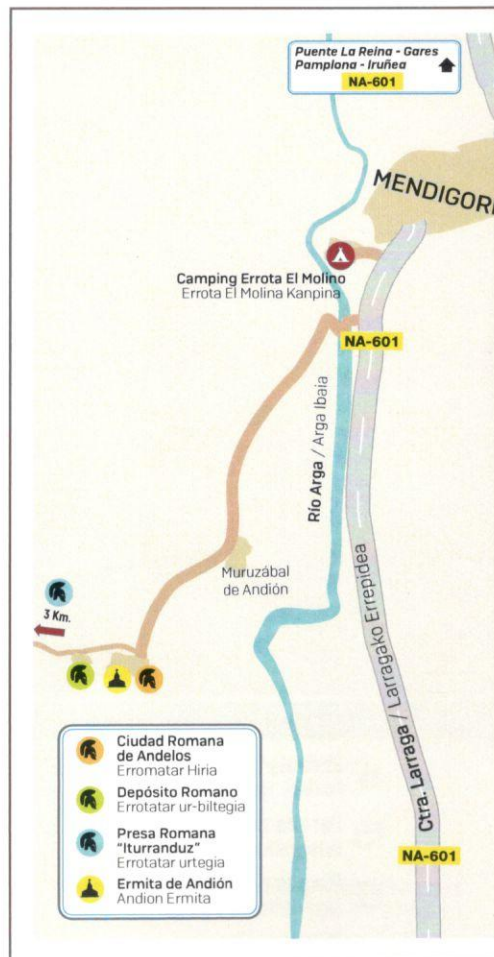 Puente La Reina - Gares
Pamplona - Iruñea
NA-601
MENDIGORR
Camping Errota El Molino
Errota El Molina Kanpina
NA-601
Río Arga / Arga Ibaia
Muruzábal
de Andión
3 Km.
Ctra. Larraga / Larragako Errepidea
Ciudad Romana
de Andelos
Erromatar Hiria
Depósito Romano
Errotatar ur-biltegia
Presa Romana
"Iturranduz"
Errotatar urtegia
Ermita de Andión
Andion Ermita
NA-601